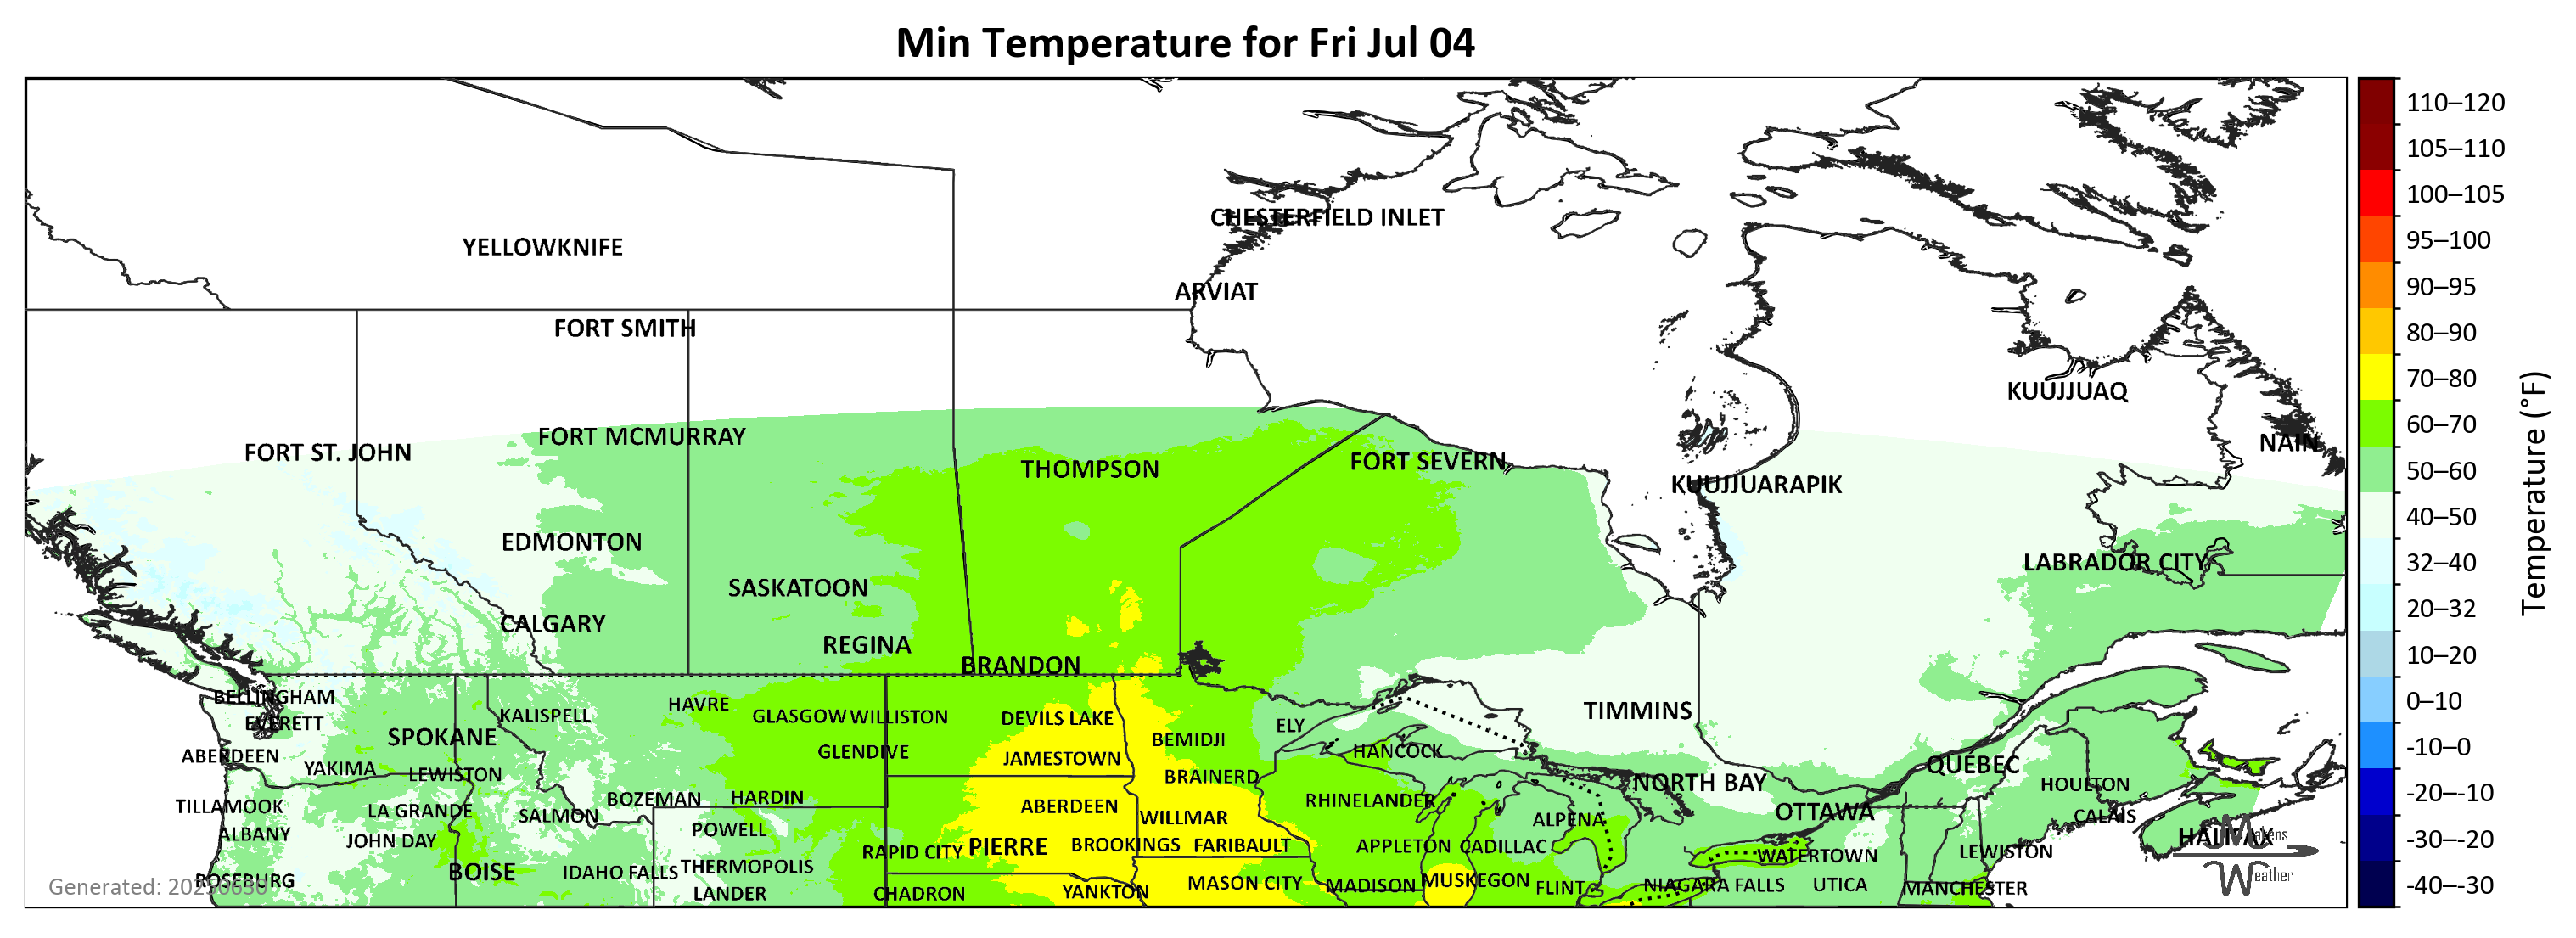 Min Temperature for Fri Jul 04
110–120
105–110
100–105
95–100
90–95
80–90
70–80
60–70
50–60
40–50
32–40
20–32
10–20
0–10
-10–0
-20–-10
-30–-20
-40–-30
Temperature (°F)
CHESTERFIELD INLET
YELLOWKNIFE
ARVIAT
FORT SMITH
KUUJJUAQ
FORT MCMURRAY
NAIN
FORT ST. JOHN
FORT SEVERN
THOMPSON
KUUJJUARAPIK
EDMONTON
LABRADOR CITY
SASKATOON
CALGARY
REGINA
BRANDON
BELLINGHAM
HAVRE
TIMMINS
KALISPELL
GLASGOW
WILLISTON
DEVILS LAKE
EVERETT
ELY
SPOKANE
BEMIDJI
ABERDEEN
GLENDIVE
JAMESTOWN
HANCOCK
QUÉBEC
YAKIMA
LEWISTON
BRAINERD
NORTH BAY
HOULTON
TILLAMOOK
LA GRANDE
SALMON
BOZEMAN
HARDIN
ABERDEEN
WILLMAR
RHINELANDER
OTTAWA
CALAIS
ALBANY
JOHN DAY
POWELL
ALPENA
HALIFAX
RAPID CITY
PIERRE
BROOKINGS
FARIBAULT
APPLETON
CADILLAC
WATERTOWN
LEWISTON
ROSEBURG
BOISE
IDAHO FALLS
THERMOPOLIS
LANDER
CHADRON
YANKTON
MASON CITY
MADISON
MUSKEGON
FLINT
NIAGARA FALLS
UTICA
MANCHESTER
Makens
Weather
Generated: 20250630